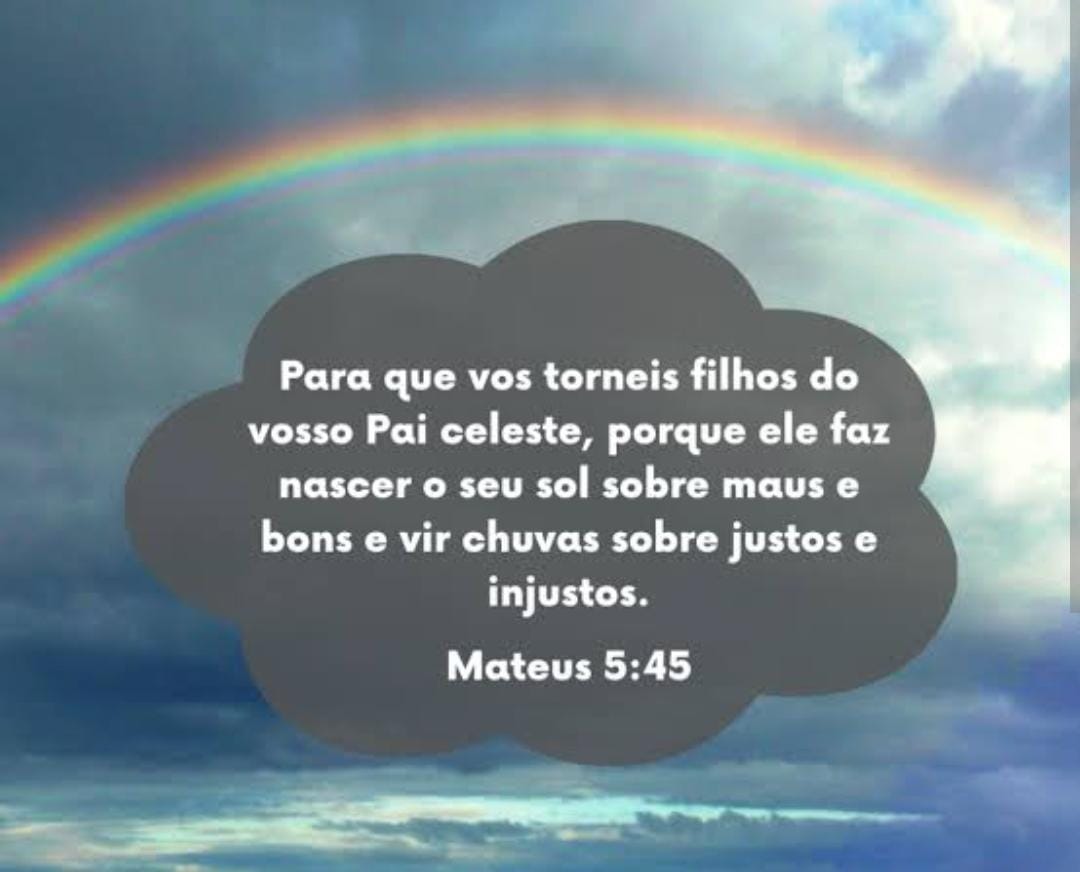 Para que vos torneis filhos do
vosso Pai celeste, porque ele faz
nascer o seu sol sobre maus e
bons e vir chuvas sobre justos e
injustos.
Mateus 5:45